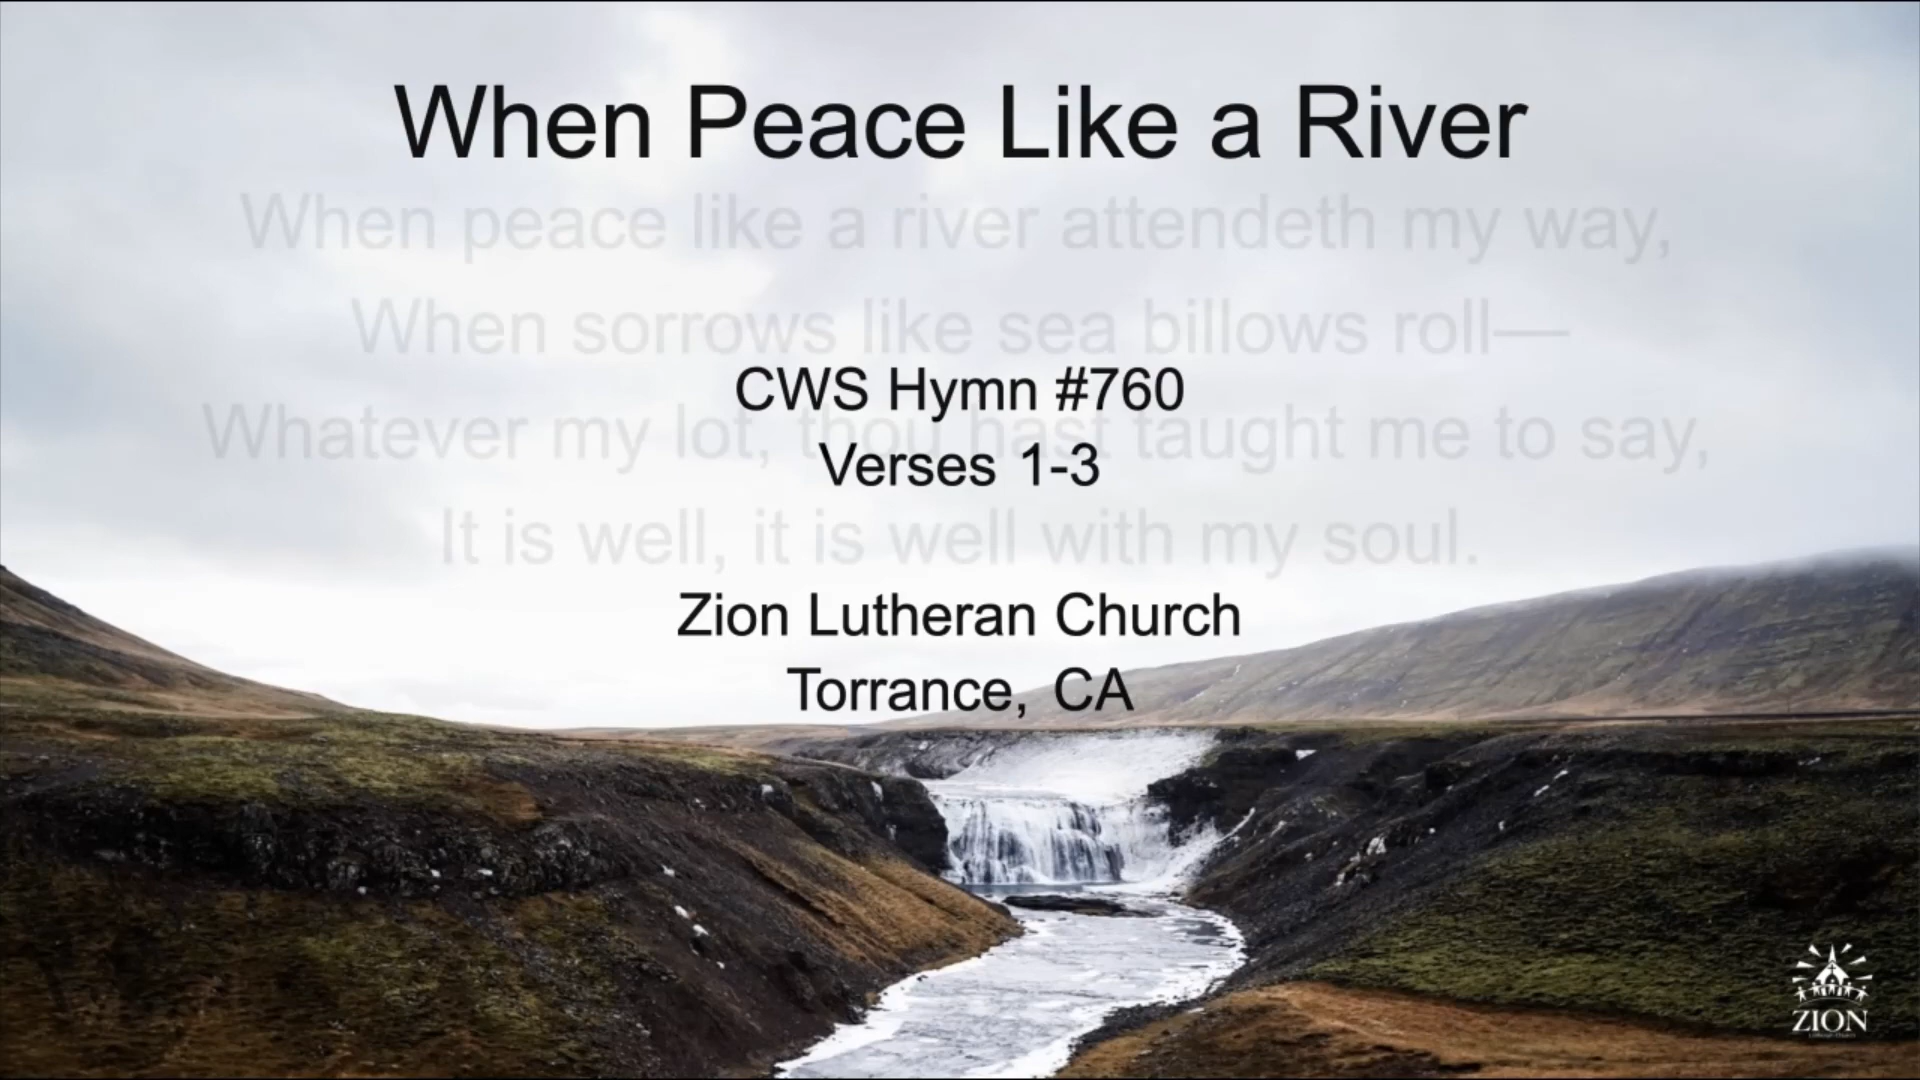 When Peace Like a River
When peace like a river attendeth my way,
When sorrows like sea billows roll—
CWS Hymn #760
Whatever my lot, thou hast taught me to say,
Verses 1-3
It is well, it is well with my soul.
Zion Lutheran Church
Torrance, CA
ZION